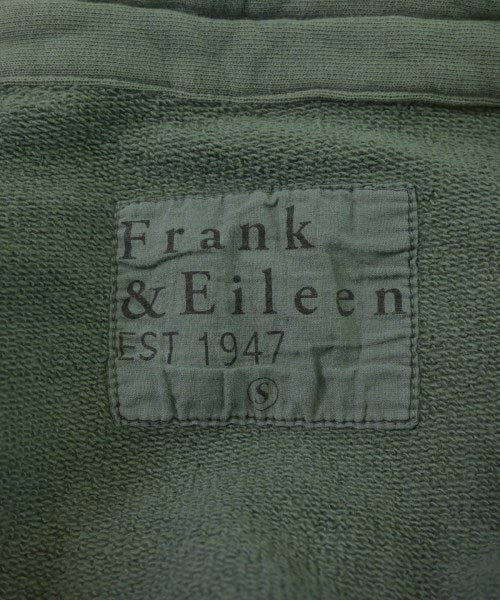 Frank
& Eileen
EST 1947
S